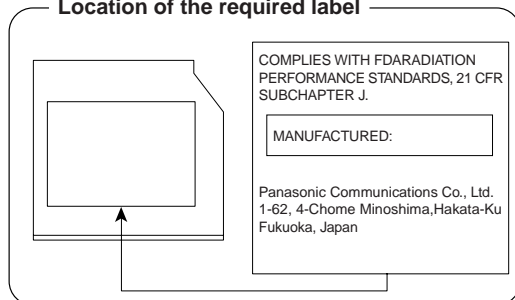 Location of the required label
COMPLIES WITH FDARADIATION
PERFORMANCE STANDARDS, 21 CFR
SUBCHAPTER J.
MANUFACTURED:
Panasonic Communications Co., Ltd.
1-62, 4-Chome Minoshima,Hakata-Ku
Fukuoka, Japan